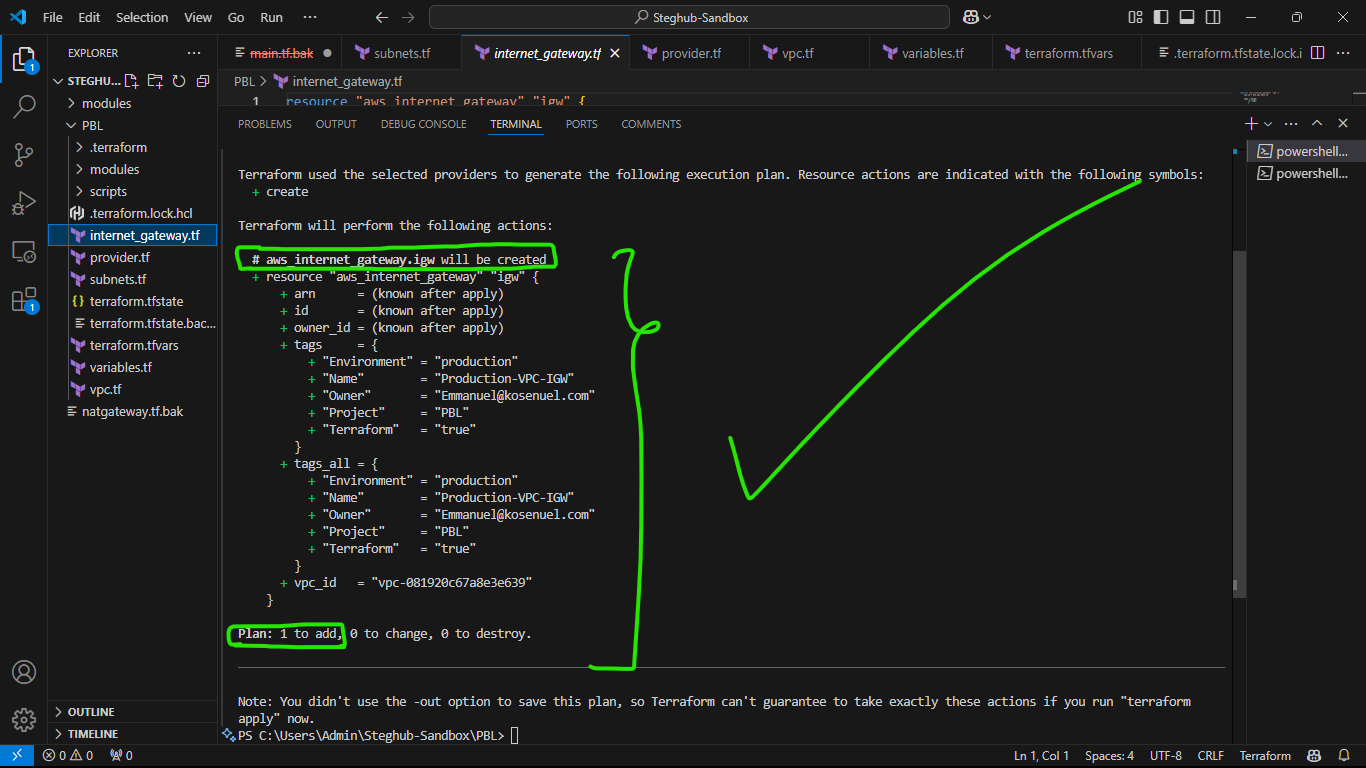 File Edit Selection View Go Run ···
Steghub-Sandbox
EXPLORER ···
main.tf.bak
subnets.tf
internet_gateway.tf
provider.tf
vpc.tf
variables.tf
terraform.tfvars
.terraform.tfstate.lock.i
···
1
STEGHU...
modules
PBL
.terraform
modules
scripts
.terraform.lock.hcl
internet_gateway.tf
provider.tf
subnets.tf
terraform.tfstate
terraform.tfstate.bac...
terraform.tfvars
variables.tf
vpc.tf
natgateway.tf.bak
1
OUTLINE
TIMELINE
PBL > internet_gateway.tf
1 resource "aws_internet_gateway" "igw" {
PROBLEMS OUTPUT DEBUG CONSOLE TERMINAL PORTS COMMENTS
···
powershell...
powershell...
Terraform used the selected providers to generate the following execution plan. Resource actions are indicated with the following symbols:
+ create
Terraform will perform the following actions:
# aws_internet_gateway.igw will be created
+ resource "aws_internet_gateway" "igw" {
+ arn = (known after apply)
+ id = (known after apply)
+ owner_id = (known after apply)
+ tags = {
+ "Environment" = "production"
+ "Name" = "Production-VPC-IGW"
+ "Owner" = "Emmanuel@kosenuel.com"
+ "Project" = "PBL"
+ "Terraform" = "true"
}
+ tags_all = {
+ "Environment" = "production"
+ "Name" = "Production-VPC-IGW"
+ "Owner" = "Emmanuel@kosenuel.com"
+ "Project" = "PBL"
+ "Terraform" = "true"
}
+ vpc_id = "vpc-081920c67a8e3e639"
}
Plan: 1 to add, 0 to change, 0 to destroy.
Note: You didn't use the -out option to save this plan, so Terraform can't guarantee to take exactly these actions if you run "terraform
apply" now.
PS C:\Users\Admin\Steghub-Sandbox\PBL>
0 0 0
Ln 1, Col 1 Spaces: 4 UTF-8 CRLF Terraform